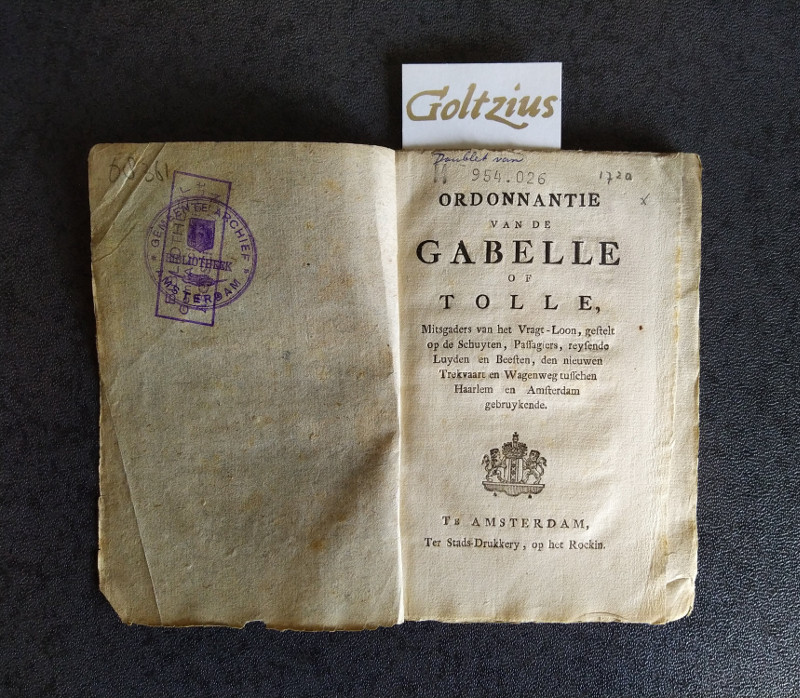 Goltzius
68361
GEMEENTE ARCHIEF
BIBLIOTHEEK
AMSTERDAM
Doublet van
954.026
1720
x
ORDONNANTIE
VAN DE
GABELLE
OF
TOLLE,
Mitsgaders van het Vragt-Loon, geſtelt
op de Schuyten, Paſſagiers, reyſende
Luyden en Beeſten, den nieuwen
Trekvaart en Wagenweg tuſſchen
Haarlem en Amſterdam
gebruykende.
TE AMSTERDAM,
Ter Stads-Drukkery, op het Rockin.